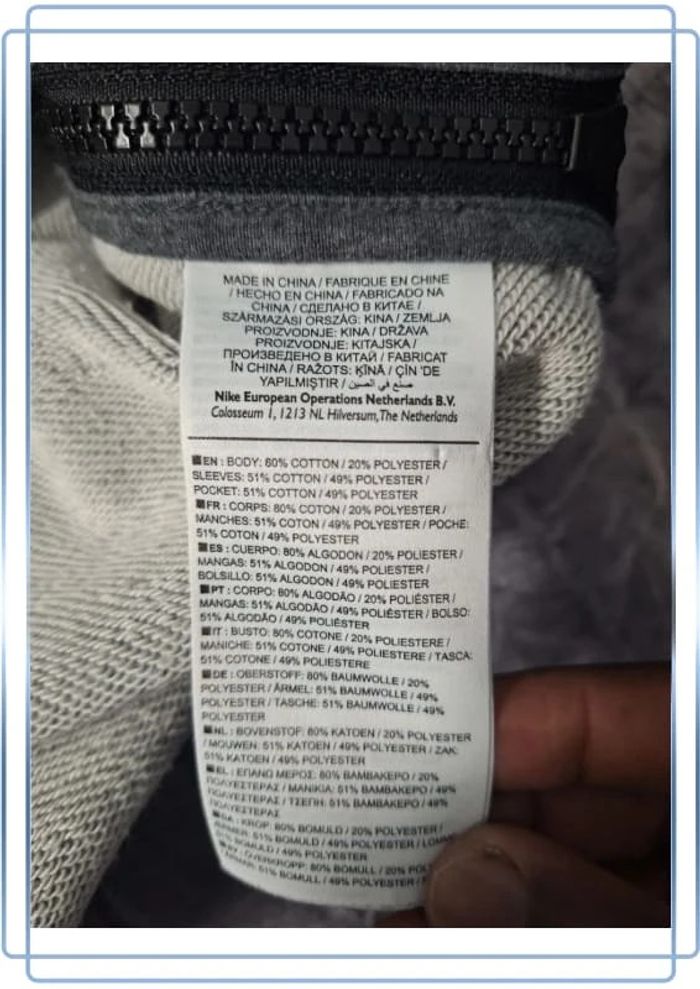 MADE IN CHINA / FABRIQUE EN CHINE
/ HECHO EN CHINA / FABRICADO NA
CHINA / СДЕЛАНО В КИТАЕ /
SZÁRMAZÁSI ORSZÁG: KINA / ZEMLJA
PROIZVODNJE: KINA / DRŽAVA
PROIZVODNJE: KITAJSKA /
ПРОИЗВЕДЕНО В КИТАЙ / FABRICAT
ÎN CHINA / RAŽOTS: ĶĪNĀ / ÇİN 'DE
YAPILMIŞTIR / صنع في الصين
Nike European Operations Netherlands B.V.
Colosseum 1, 1213 NL Hilversum, The Netherlands
EN : BODY: 80% COTTON / 20% POLYESTER /
SLEEVES: 51% COTTON / 49% POLYESTER /
POCKET: 51% COTTON / 49% POLYESTER
FR : CORPS: 80% COTON / 20% POLYESTER /
MANCHES: 51% COTON / 49% POLYESTER / POCHE:
51% COTON / 49% POLYESTER
ES : CUERPO: 80% ALGODON / 20% POLIESTER /
MANGAS: 51% ALGODON / 49% POLIESTER /
BOLSILLO: 51% ALGODON / 49% POLIESTER
PT : CORPO: 80% ALGODÃO / 20% POLIÉSTER /
MANGAS: 51% ALGODÃO / 49% POLIÉSTER / BOLSO:
51% ALGODÃO / 49% POLIÉSTER
IT : BUSTO: 80% COTONE / 20% POLIESTERE /
MANICHE: 51% COTONE / 49% POLIESTERE / TASCA:
51% COTONE / 49% POLIESTERE
DE : OBERSTOFF: 80% BAUMWOLLE / 20%
POLYESTER / ÄRMEL: 51% BAUMWOLLE / 49%
POLYESTER / TASCHE: 51% BAUMWOLLE / 49%
POLYESTER
NL : BOVENSTOF: 80% KATOEN / 20% POLYESTER
/ MOUWEN: 51% KATOEN / 49% POLYESTER / ZAK:
51% KATOEN / 49% POLYESTER
EL : ΕΠΑΝΩ ΜΕΡΟΣ: 80% ΒΑΜΒΑΚΕΡΟ / 20%
ΠΟΛΥΕΣΤΕΡΑΣ / ΜΑΝΙΚΙΑ: 51% ΒΑΜΒΑΚΕΡΟ / 49%
ΠΟΛΥΕΣΤΕΡΑΣ / ΤΣΕΠΗ: 51% ΒΑΜΒΑΚΕΡΟ / 49%
ΠΟΛΥΕΣΤΕΡΑΣ
KROP: 80% BOMULD / 20% POLYESTER /
51% BOMULD / 49% POLYESTER /
BOMULD / 49% POLYESTER
OVERKROPP: 80% BOMULL / 20%
51% BOMULL / 49% POLYESTER /